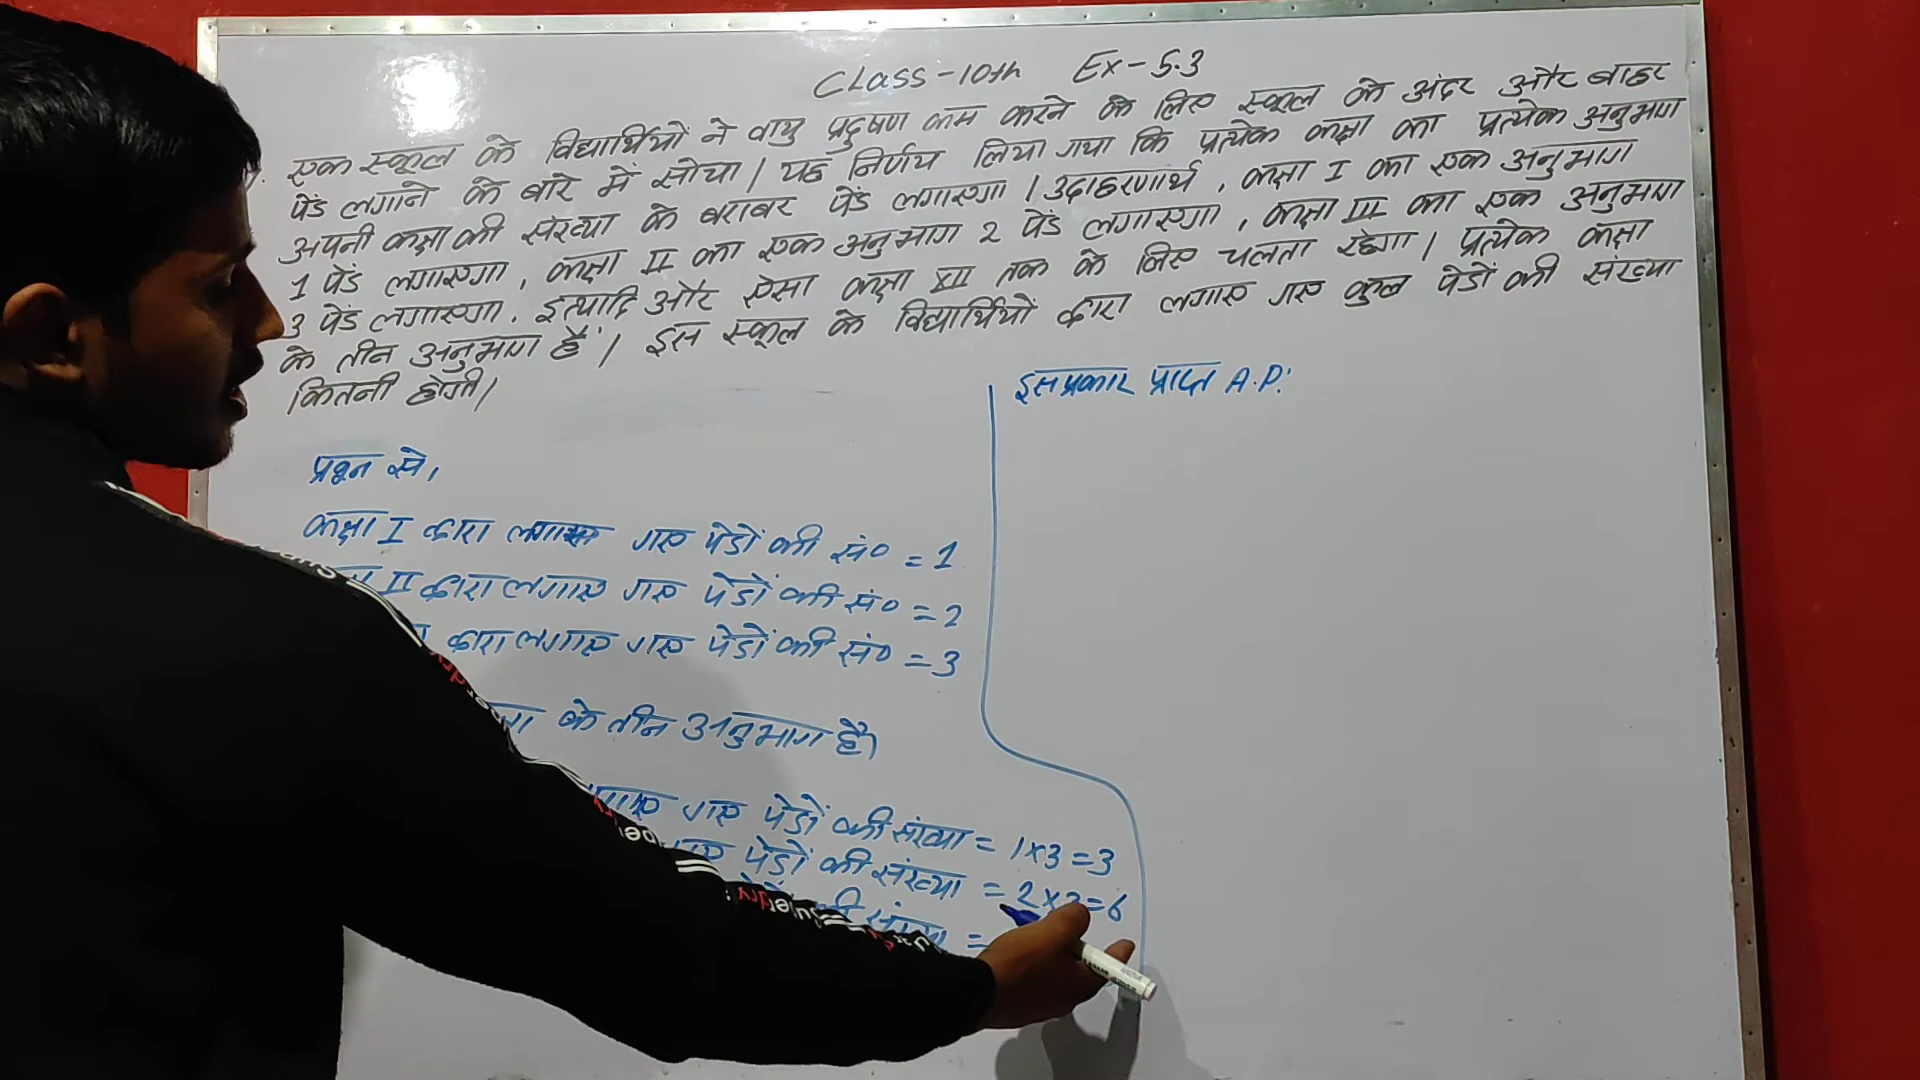 CLASS-10th Ex-5.3
एक स्कूल के विद्यार्थियों ने वायु प्रदुषण कम करने के लिए स्कूल के अंदर और बाहर
पेंड लगाने के बारे में सोचा। यह निर्णय लिया गया कि प्रत्येक कक्षा का प्रत्येक अनुभाग
अपनी कक्षा की संख्या के बराबर पेंड लगाएगा। उदाहरणार्थ, कक्षा I का एक अनुभाग
1 पेंड लगाएगा, कक्षा II का एक अनुभाग 2 पेंड लगाएगा, कक्षा III का एक अनुभाग
3 पेंड लगाएगा, इत्यादि और ऐसा कक्षा XII तक के लिए चलता रहेगा। प्रत्येक कक्षा
के तीन अनुभाग हैं। इस स्कूल के विद्यार्थियों द्वारा लगाए गए कुल पेडों की संख्या
कितनी होगी।
प्रश्न से,
कक्षा I द्वारा लगाए गए पेडों की सं० = 1
II द्वारा लगाए गए पेडों की सं० = 2
द्वारा लगाए गए पेडों की सं० = 3
के तीन अनुभाग है।
गए पेडों की संख्या = 1×3 = 3
पेडों की संख्या = 2×3 = 6
की संख्या =
इसप्रकार प्राप्त A.P.: